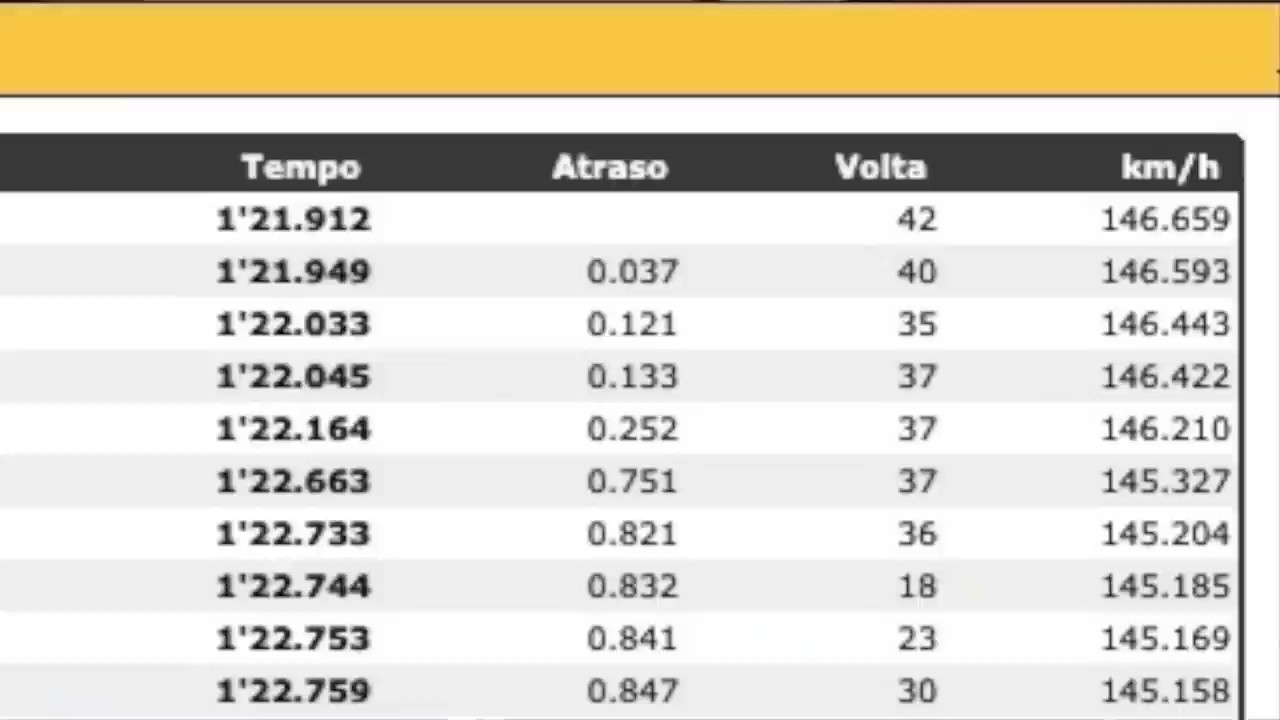 Tempo Atraso Volta km/h
1'21.912 42 146.659
1'21.949 0.037 40 146.593
1'22.033 0.121 35 146.443
1'22.045 0.133 37 146.422
1'22.164 0.252 37 146.210
1'22.663 0.751 37 145.327
1'22.733 0.821 36 145.204
1'22.744 0.832 18 145.185
1'22.753 0.841 23 145.169
1'22.759 0.847 30 145.158